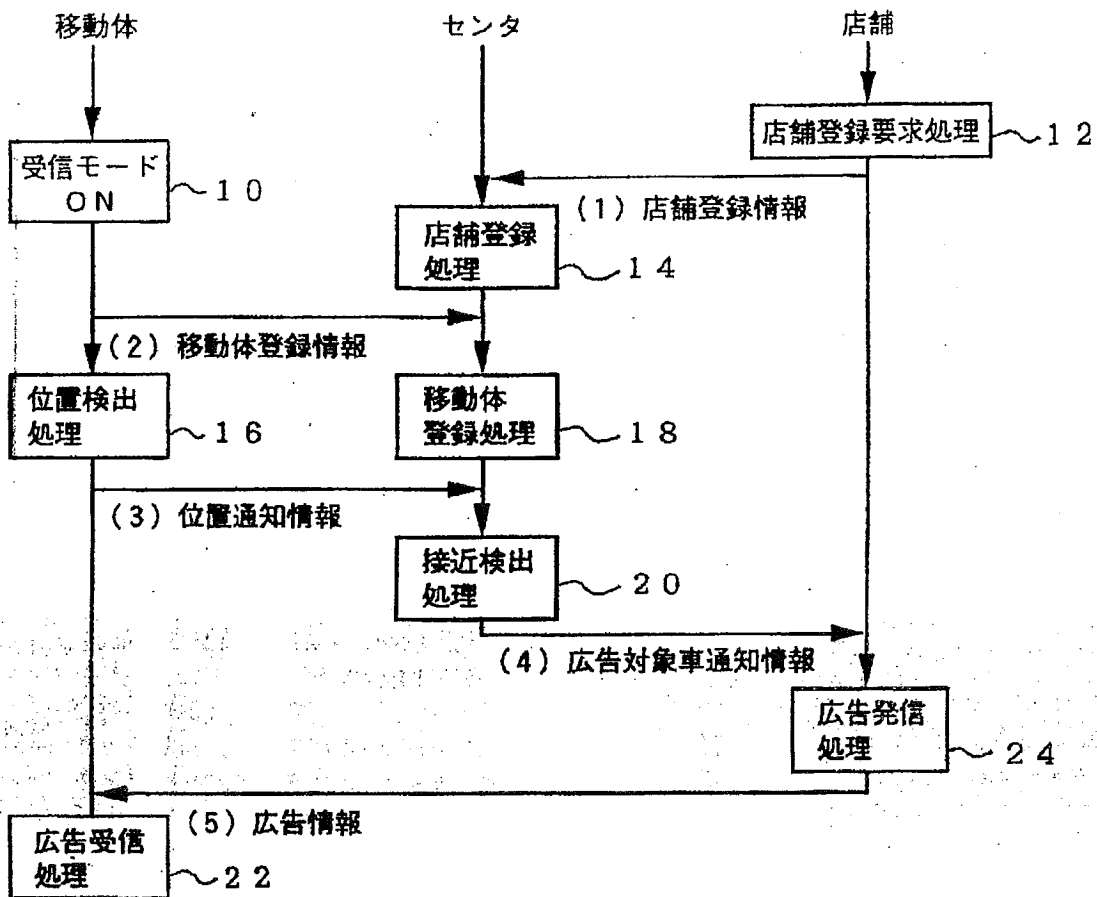 移動体
センタ
店舗
店舗登録要求処理
12
受信モード
ON
10
(1) 店舗登録情報
店舗登録
処理
14
(2) 移動体登録情報
位置検出
処理
16
移動体
登録処理
18
(3) 位置通知情報
接近検出
処理
20
(4) 広告対象車通知情報
広告発信
処理
24
(5) 広告情報
広告受信
処理
22